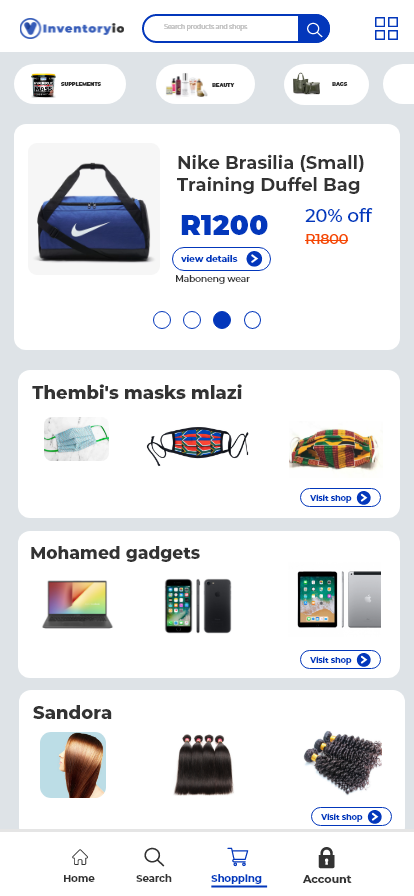 Inventoryio
Search products and shops
SUPPLEMENTS
BEAUTY
BAGS
Nike Brasilia (Small)
Training Duffel Bag
R1200
20% off
R1800
view details
Maboneng wear
Thembi's masks mlazi
Visit shop
Mohamed gadgets
Visit shop
Sandora
Visit shop
Home
Search
Shopping
Account